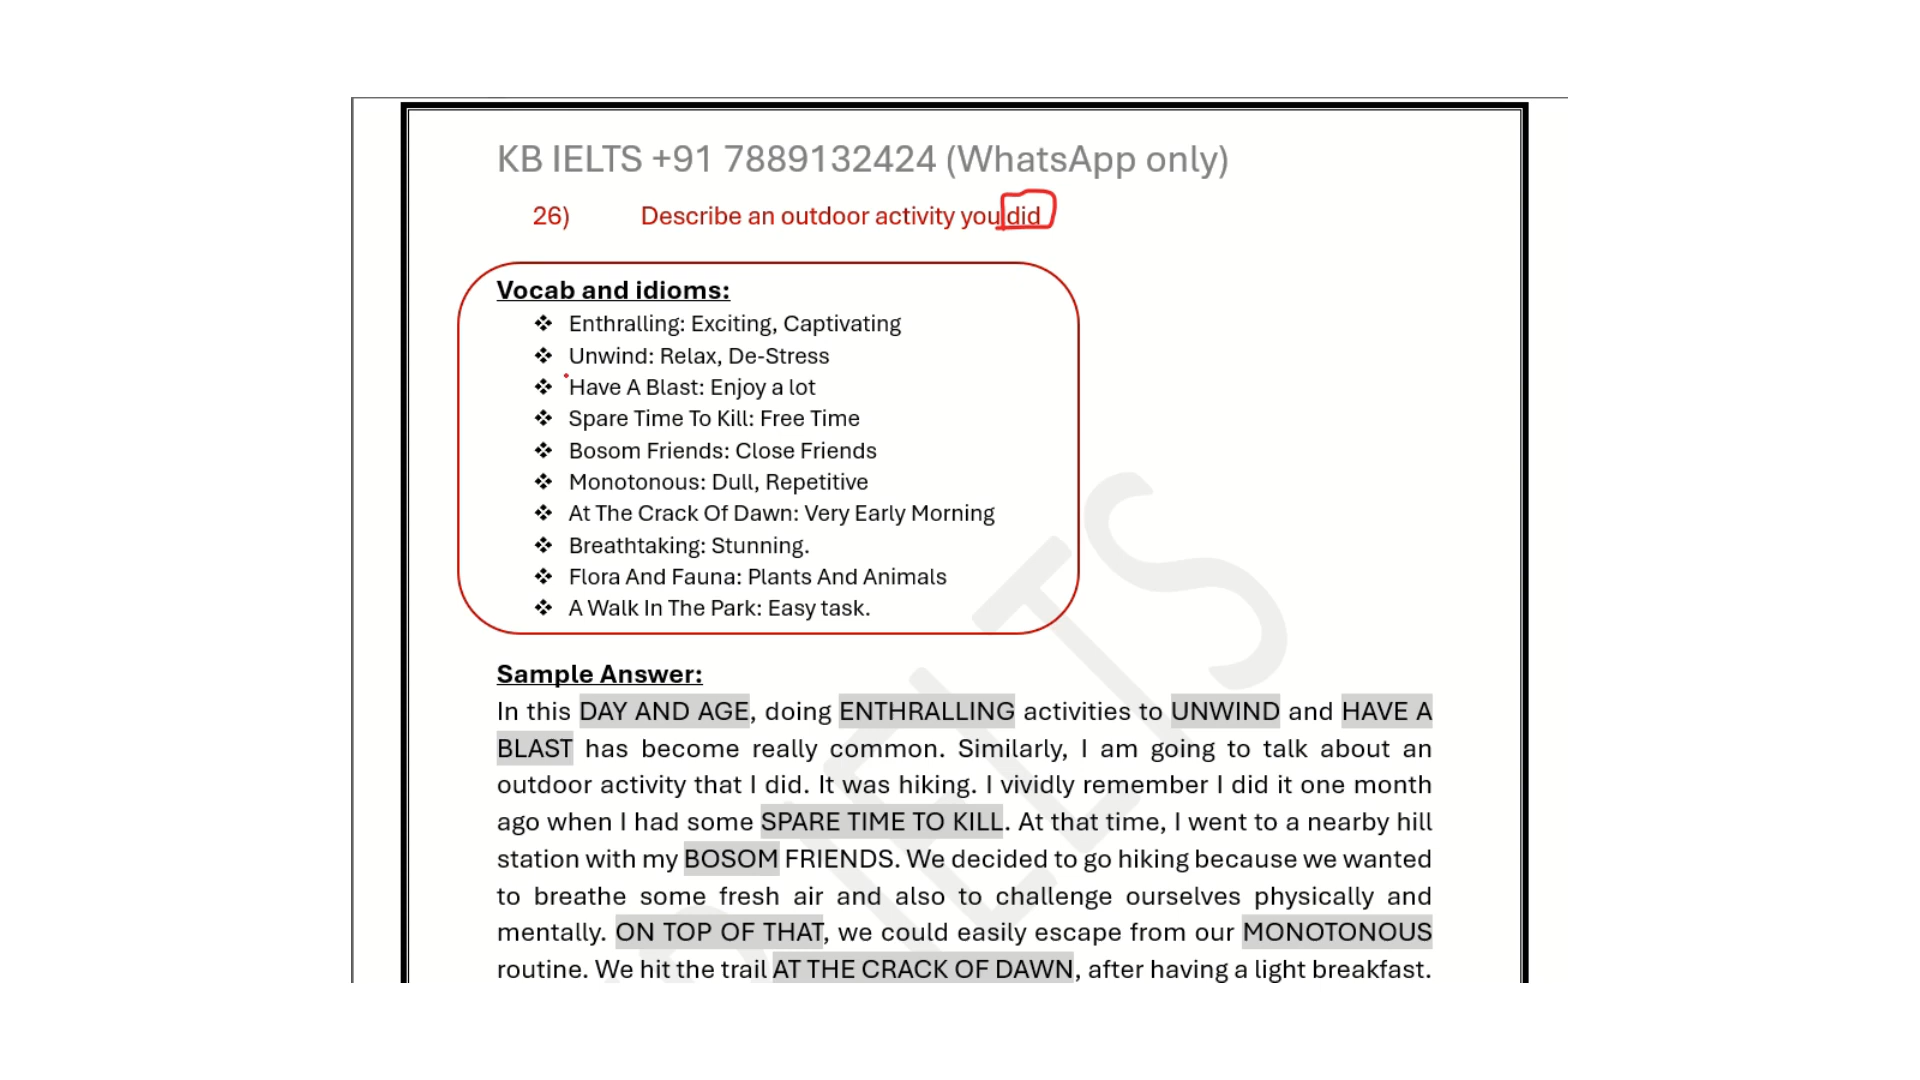 KB IELTS +91 7889132424 (WhatsApp only)
26) Describe an outdoor activity you did
Vocab and idioms:
❖ Enthralling: Exciting, Captivating
❖ Unwind: Relax, De-Stress
❖ Have A Blast: Enjoy a lot
❖ Spare Time To Kill: Free Time
❖ Bosom Friends: Close Friends
❖ Monotonous: Dull, Repetitive
❖ At The Crack Of Dawn: Very Early Morning
❖ Breathtaking: Stunning.
❖ Flora And Fauna: Plants And Animals
❖ A Walk In The Park: Easy task.
Sample Answer:
In this DAY AND AGE, doing ENTHRALLING activities to UNWIND and HAVE A
BLAST has become really common. Similarly, I am going to talk about an
outdoor activity that I did. It was hiking. I vividly remember I did it one month
ago when I had some SPARE TIME TO KILL. At that time, I went to a nearby hill
station with my BOSOM FRIENDS. We decided to go hiking because we wanted
to breathe some fresh air and also to challenge ourselves physically and
mentally. ON TOP OF THAT, we could easily escape from our MONOTONOUS
routine. We hit the trail AT THE CRACK OF DAWN, after having a light breakfast.
IELTS